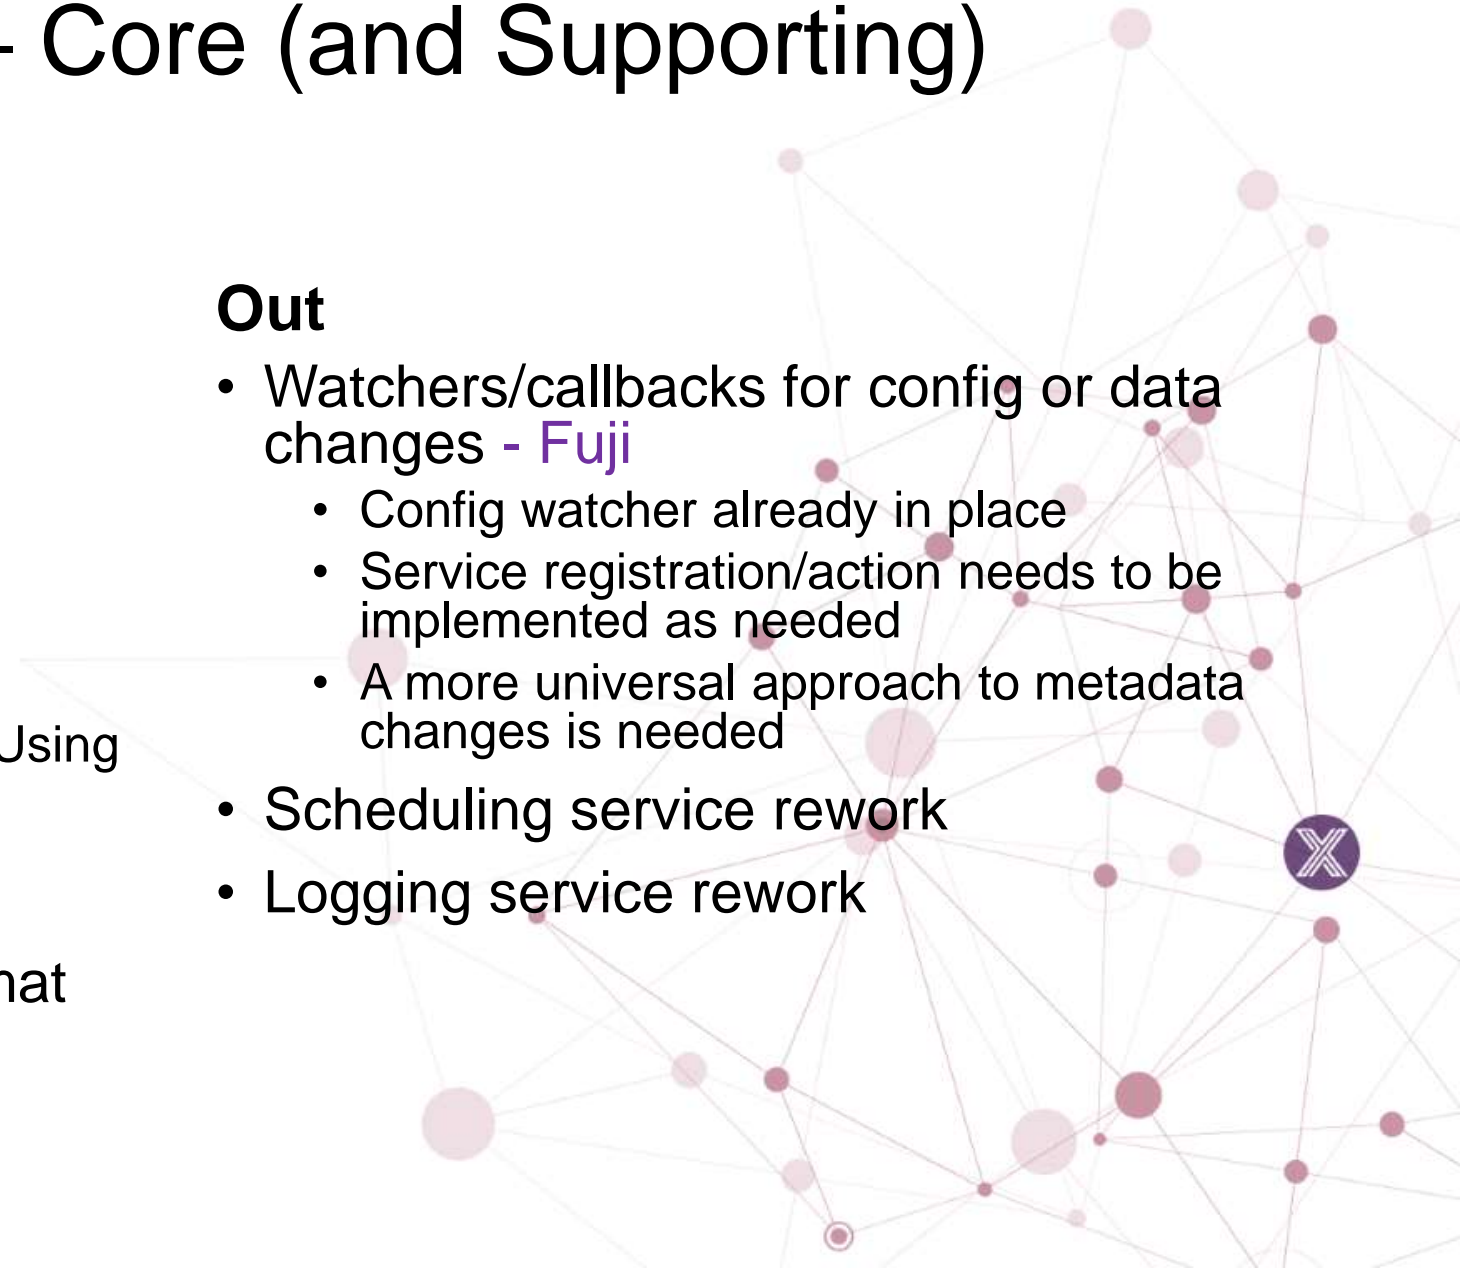 - Core (and Supporting)
Out
• Watchers/callbacks for config or data
changes - Fuji
• Config watcher already in place
• Service registration/action needs to be
implemented as needed
• A more universal approach to metadata
changes is needed
Using
• Scheduling service rework
• Logging service rework